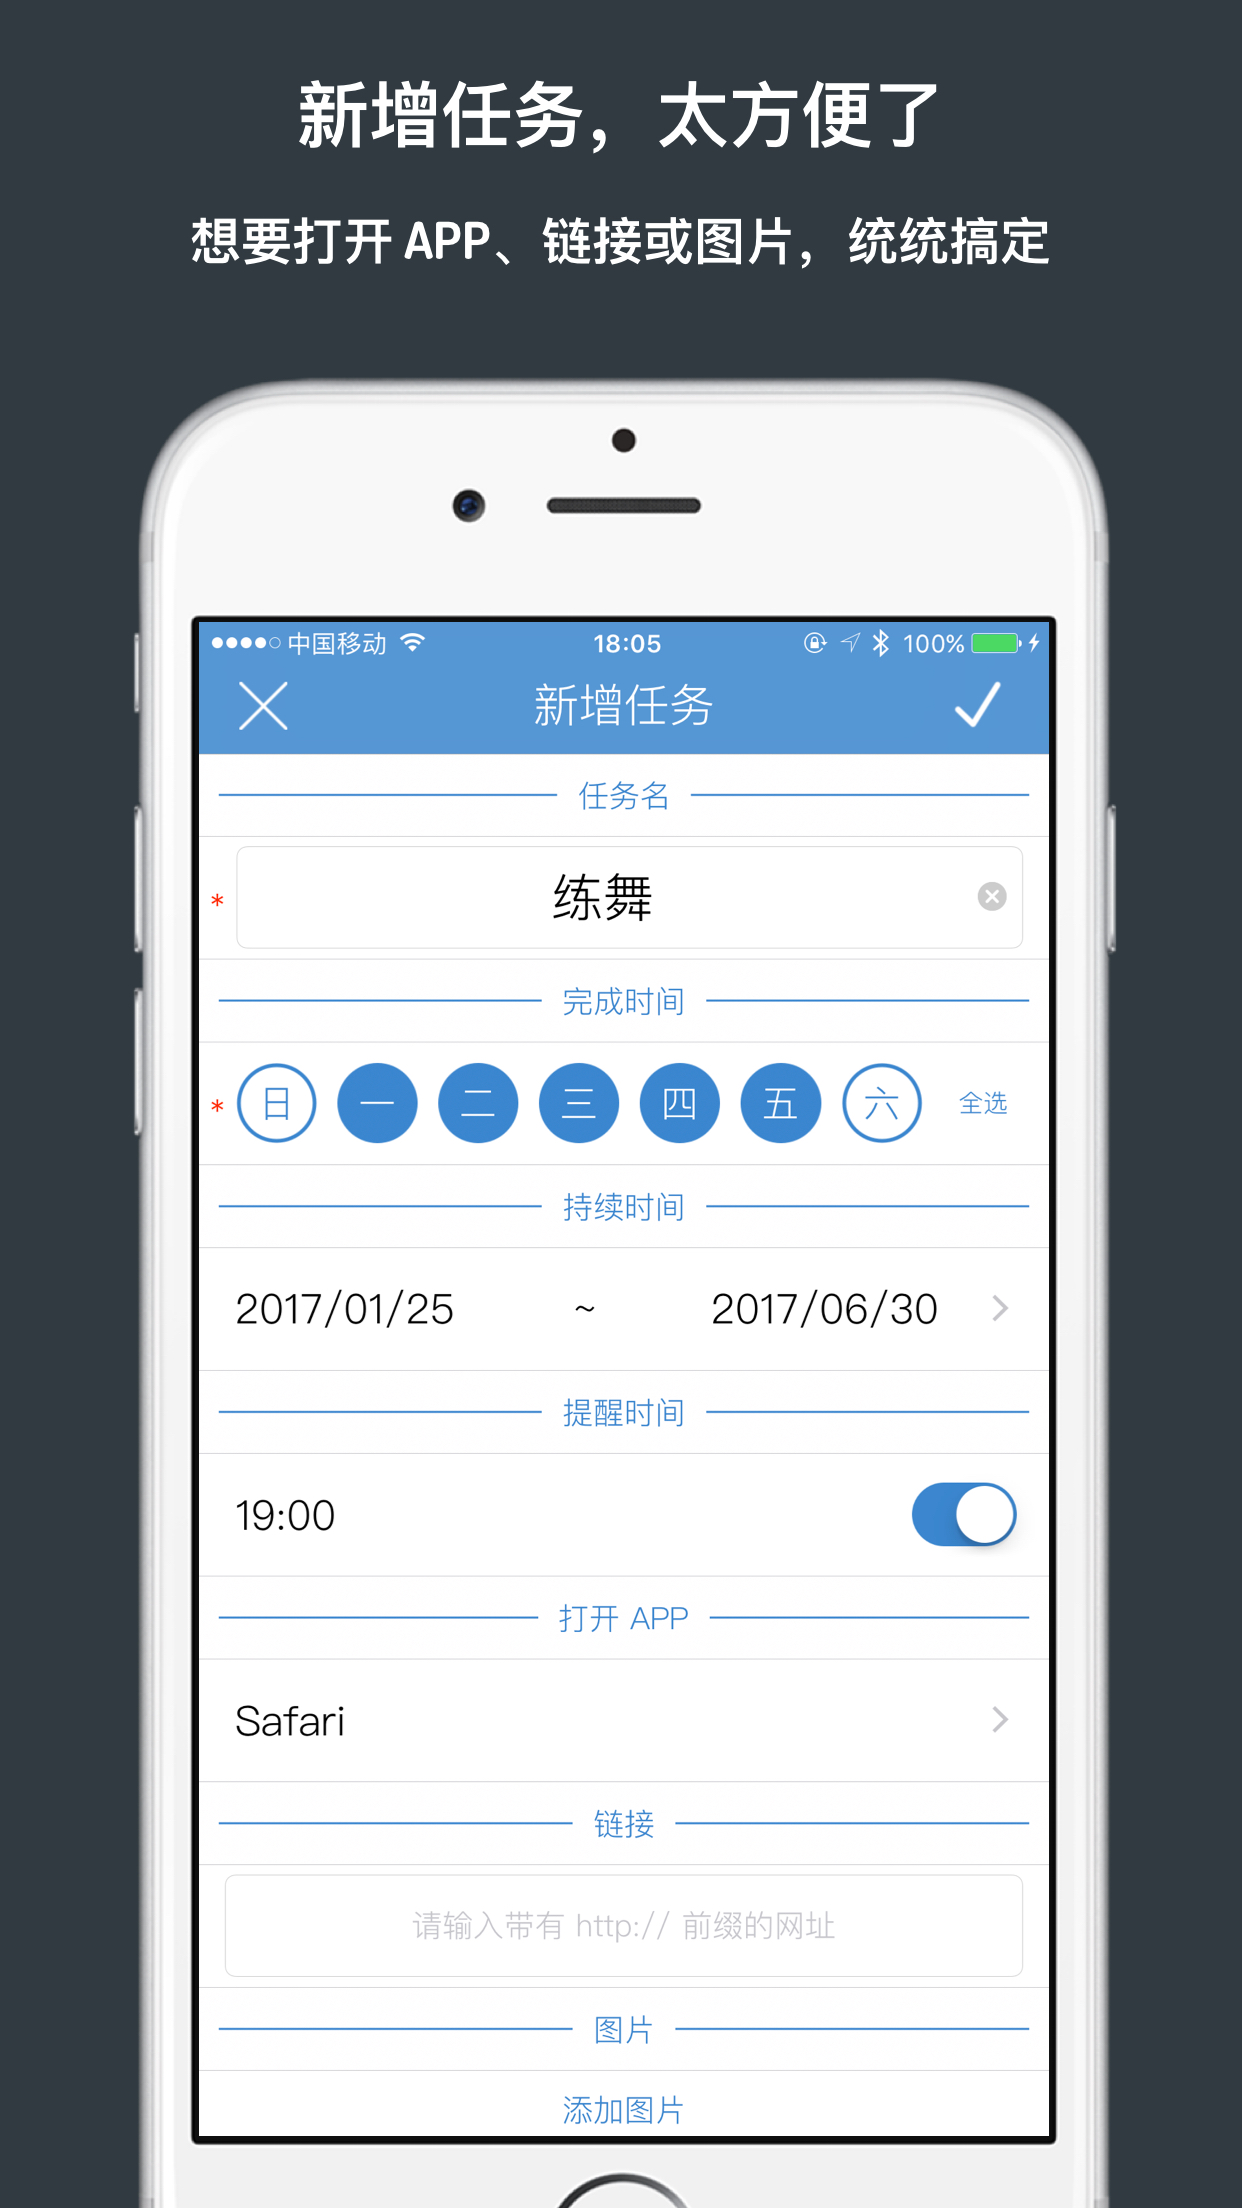 新增任务，太方便了
想要打开 APP、链接或图片，统统搞定
中国移动 18:05 100%
新增任务
任务名
* 练舞
完成时间
* 日 一 二 三 四 五 六 全选
持续时间
* 2017/01/25 ~ 2017/06/30
提醒时间
19:00
打开 APP
Safari
链接
请输入带有 http:// 前缀的网址
图片
添加图片